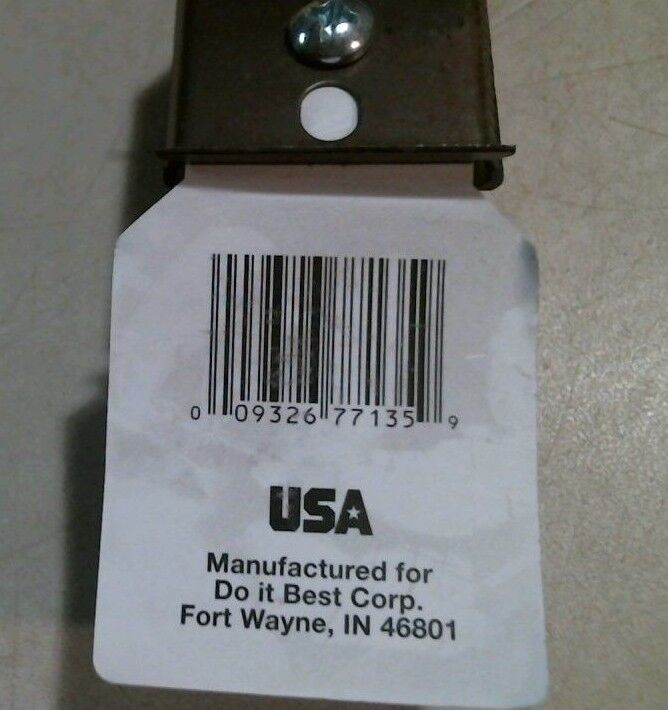 0 09326 77135 9
USA
Manufactured for
Do it Best Corp.
Fort Wayne, IN 46801